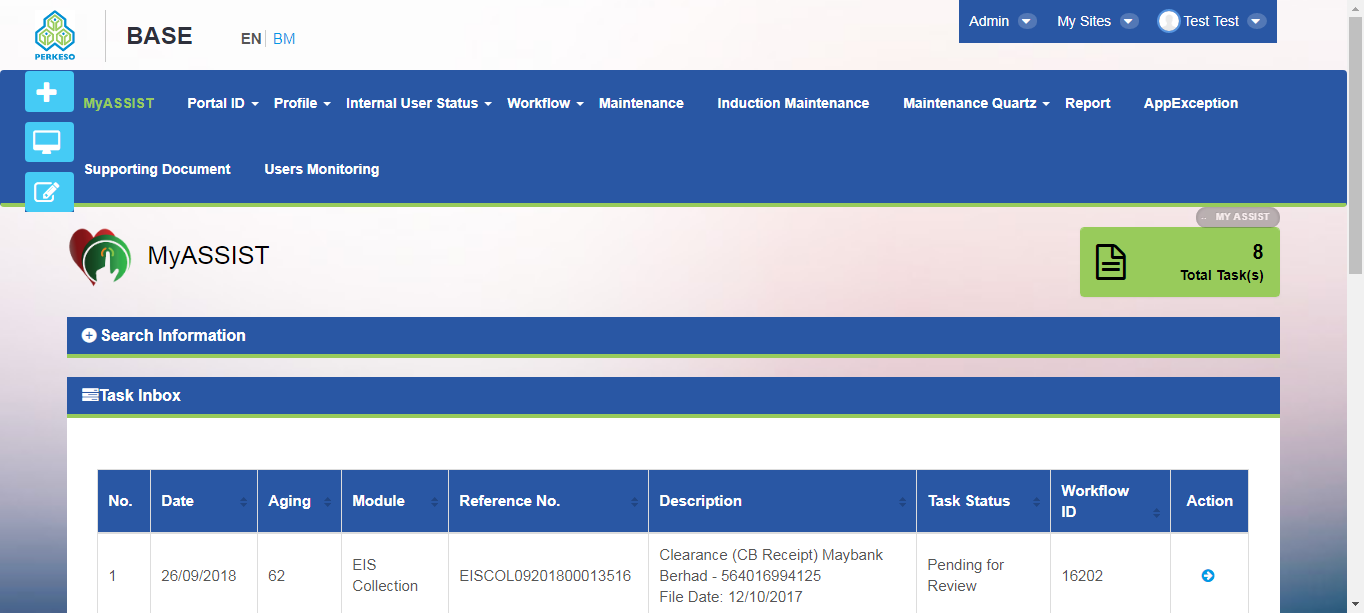 Admin My Sites Test Test
PERKESO
BASE
EN BM
MyASSIST Portal ID Profile Internal User Status Workflow Maintenance Induction Maintenance Maintenance Quartz Report AppException
Supporting Document Users Monitoring
MY ASSIST
MyASSIST
8
Total Task(s)
Search Information
Task Inbox
No. Date Aging Module Reference No. Description Task Status Workflow ID Action
1 26/09/2018 62 EIS Collection EISCOL09201800013516 Clearance (CB Receipt) Maybank Berhad - 564016994125 File Date: 12/10/2017 Pending for Review 16202